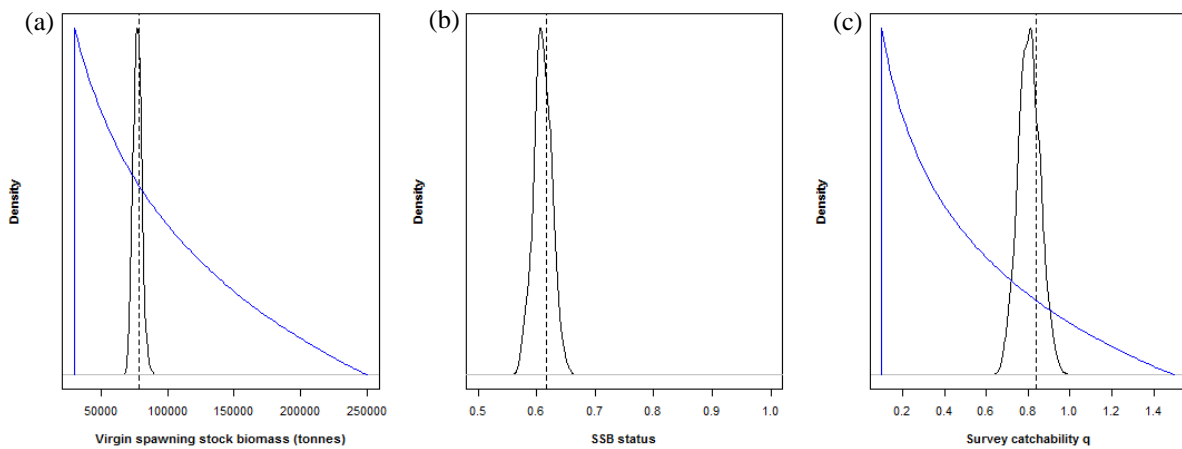 (a)
Density
50000 100000 150000 200000 250000
Virgin spawning stock biomass (tonnes)
(b)
Density
0.5 0.6 0.7 0.8 0.9 1.0
SSB status
(c)
Density
0.2 0.4 0.6 0.8 1.0 1.2 1.4
Survey catchability q